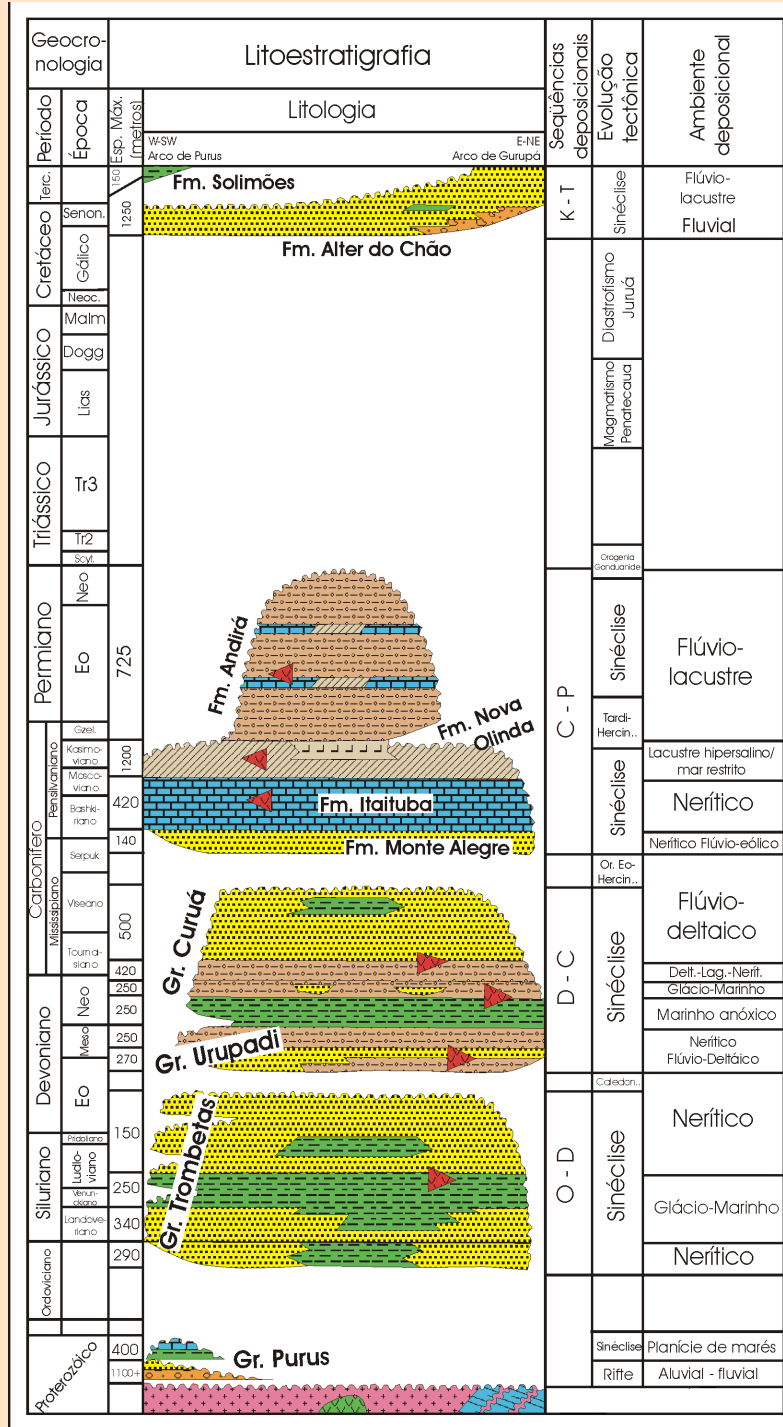 Geocro-
nologia
Litoestratigrafia
Período
Época
Esp. Máx.
(metros)
Litologia
W-SW
Arco de Purus
E-NE
Arco de Gurupá
Seqüências
deposicionais
Evolução
tectônica
Ambiente
deposicional
Terc.
Cretáceo
Senon.
Gálico
Neoc.
Jurássico
Malm
Dogg
Lias
Triássico
Tr3
Tr2
Scyt.
Permiano
Neo
Eo
Carbonífero
Pensilvaniano
Gzel.
Kasimo-
viano
Mosco-
viano
Bashki-
riano
Mississipiano
Serpuk
Viseano
Tournai-
siano
Devoniano
Neo
Meso
Eo
Siluriano
Pridoliano
Ludlo-
viano
Venun-
ckiano
Landove-
riano
Ordoviciano
Proterozóico
150
1250
725
1200
420
140
500
420
250
250
250
270
150
250
340
290
400
1100+
Fm. Solimões
Fm. Alter do Chão
Fm. Andirá
Fm. Nova
Olinda
Fm. Itaituba
Fm. Monte Alegre
Gr. Curuá
Gr. Urupadi
Gr. Trombetas
Gr. Purus
K - T
C - P
D - C
O - D
Sinéclise
Diastrofismo
Juruá
Magmatismo
Penatecaua
Orogenia
Gonduanide
Sinéclise
Tardi-
Hercin..
Sinéclise
Or. Eo-
Hercin..
Sinéclise
Caledon..
Sinéclise
Sinéclise
Rifte
Flúvio-
lacustre
Fluvial
Flúvio-
lacustre
Lacustre hipersalino/
mar restrito
Nerítico
Nerítico Flúvio-eólico
Flúvio-
deltaico
Delt.-Lag.-Nerít.
Glácio-Marinho
Marinho anóxico
Nerítico
Flúvio-Deltáico
Nerítico
Glácio-Marinho
Nerítico
Planície de marés
Aluvial - fluvial